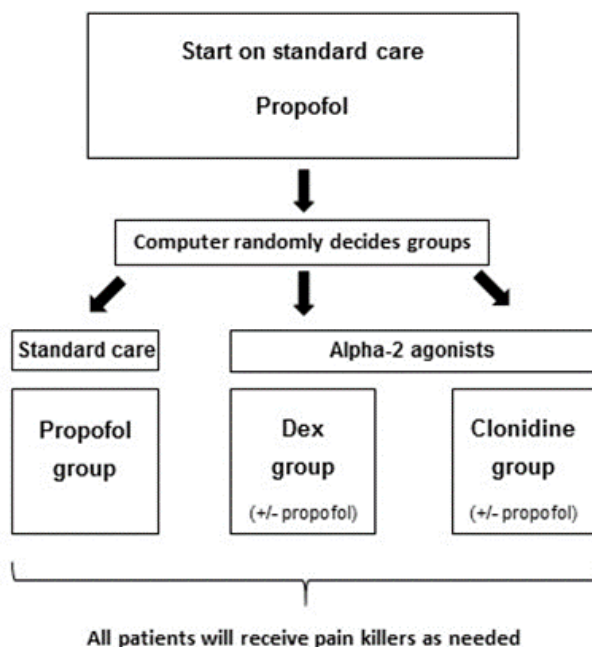 Start on standard care
Propofol
Computer randomly decides groups
Standard care
Alpha-2 agonists
Propofol
group
Dex
group
(+/- propofol)
Clonidine
group
(+/- propofol)
All patients will receive pain killers as needed